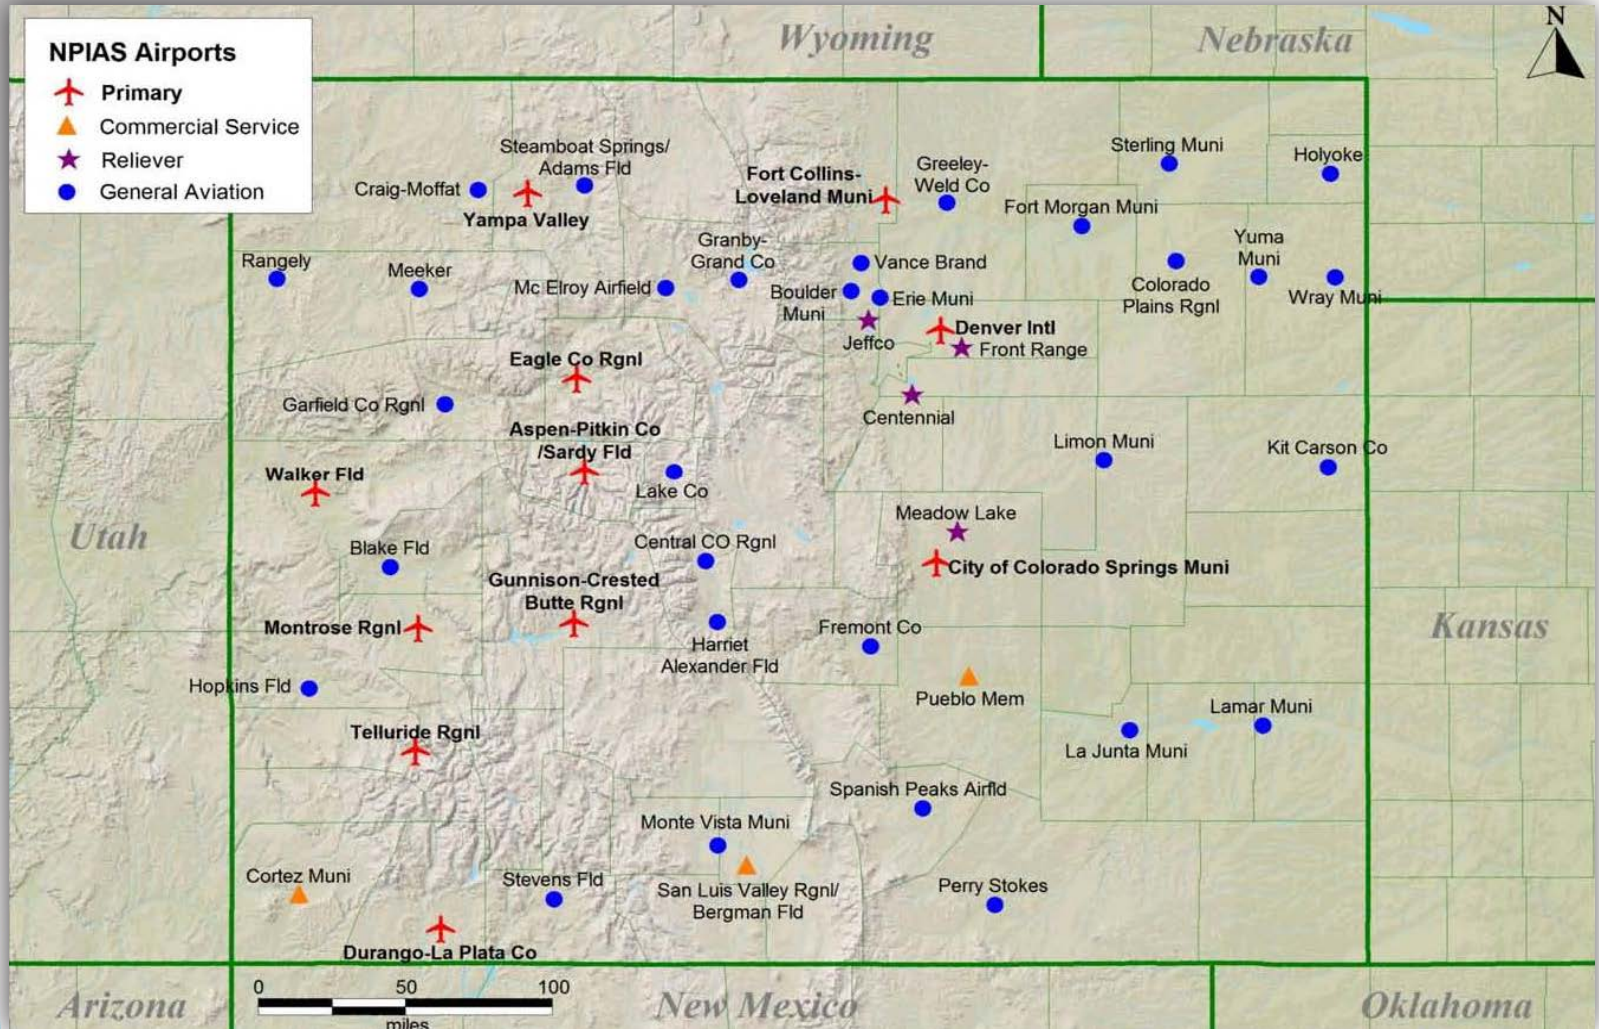 Wyoming
Nebraska
N
NPIAS Airports
Primary
Commercial Service
Reliever
General Aviation
Steamboat Springs/
Adams Fld
Craig-Moffat
Yampa Valley
Fort Collins-
Loveland Muni
Greeley-
Weld Co
Sterling Muni
Holyoke
Fort Morgan Muni
Rangely
Meeker
Mc Elroy Airfield
Granby-
Grand Co
Vance Brand
Boulder
Muni
Erie Muni
Colorado
Plains Rgnl
Yuma
Muni
Wray Muni
Jeffco
Denver Intl
Front Range
Eagle Co Rgnl
Garfield Co Rgnl
Centennial
Aspen-Pitkin Co
/Sardy Fld
Walker Fld
Lake Co
Limon Muni
Kit Carson Co
Utah
Blake Fld
Central CO Rgnl
Meadow Lake
City of Colorado Springs Muni
Gunnison-Crested
Butte Rgnl
Montrose Rgnl
Harriet
Alexander Fld
Fremont Co
Kansas
Hopkins Fld
Pueblo Mem
Telluride Rgnl
La Junta Muni
Lamar Muni
Spanish Peaks Airfld
Monte Vista Muni
Cortez Muni
Stevens Fld
San Luis Valley Rgnl/
Bergman Fld
Perry Stokes
Durango-La Plata Co
0 50 100
miles
Arizona
New Mexico
Oklahoma